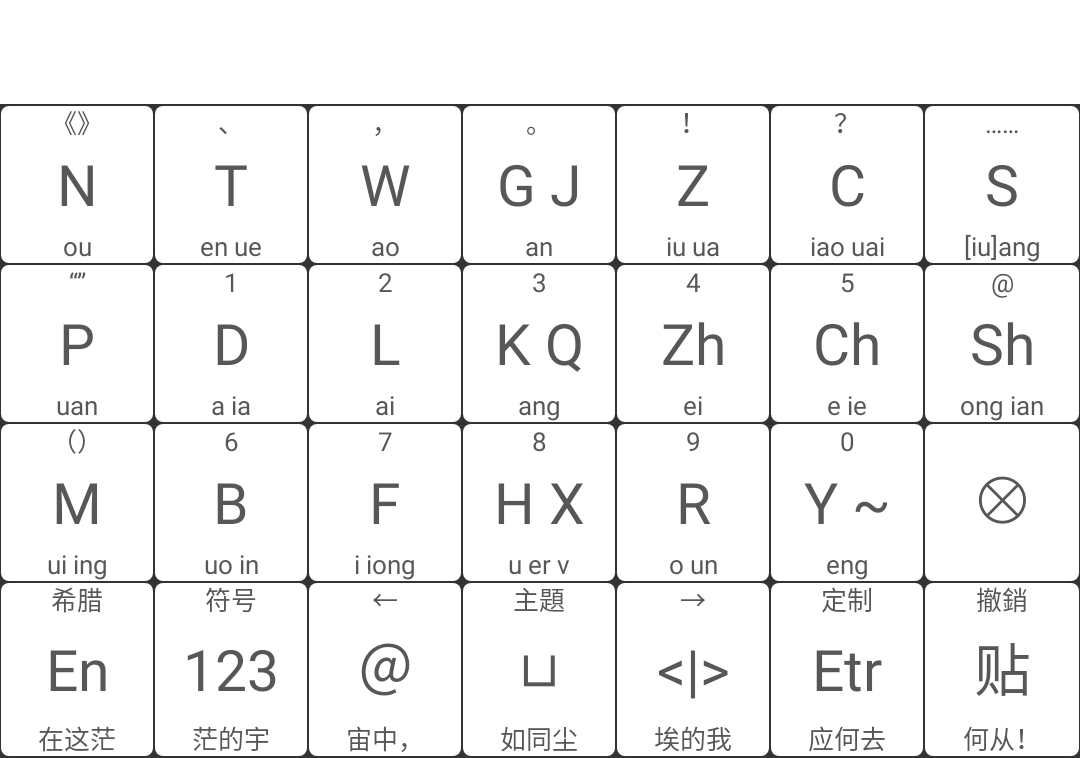 《》 、 ， 。 ！ ？ ……
N T W G J Z C S
ou en ue ao an iu ua iao uai [iu]ang
“” 1 2 3 4 5 @
P D L K Q Zh Ch Sh
uan a ia ai ang ei e ie ong ian
（） 6 7 8 9 0
M B F H X R Y ~ ⊗
ui ing uo in i iong u er v o un eng
希腊 符号 ← 主題 → 定制 撤銷
En 123 @ ⊔ <|> Etr 贴
在这茫 茫的宇 宙中， 如同尘 埃的我 应何去 何从！